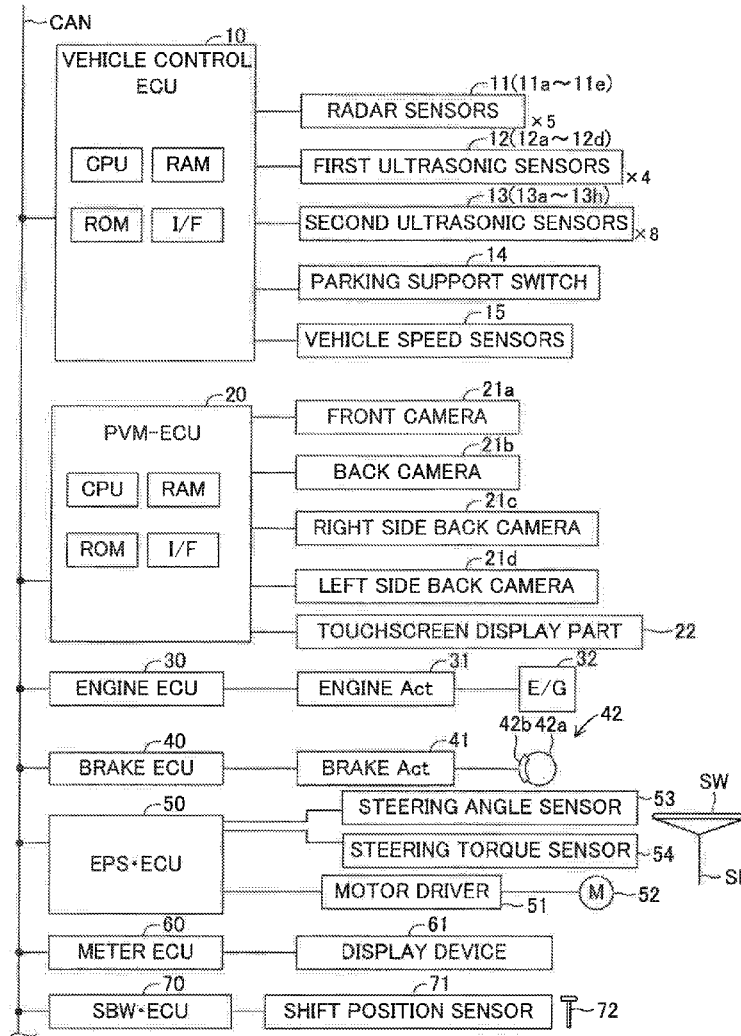 CAN
10
VEHICLE CONTROL
ECU
CPU RAM
ROM I/F
11(11a～11e)
RADAR SENSORS
×5
12(12a～12d)
FIRST ULTRASONIC SENSORS
×4
13(13a～13h)
SECOND ULTRASONIC SENSORS
×8
14
PARKING SUPPORT SWITCH
15
VEHICLE SPEED SENSORS
20
PVM-ECU
CPU RAM
ROM I/F
21a
FRONT CAMERA
21b
BACK CAMERA
21c
RIGHT SIDE BACK CAMERA
21d
LEFT SIDE BACK CAMERA
TOUCHSCREEN DISPLAY PART 22
30 31 32
ENGINE ECU ENGINE Act E/G
40 41 42b 42a 42
BRAKE ECU BRAKE Act
50
EPS•ECU
STEERING ANGLE SENSOR 53
STEERING TORQUE SENSOR 54
SW
MOTOR DRIVER 51
M 52
60 61
METER ECU DISPLAY DEVICE
70 71
SBW•ECU SHIFT POSITION SENSOR 72